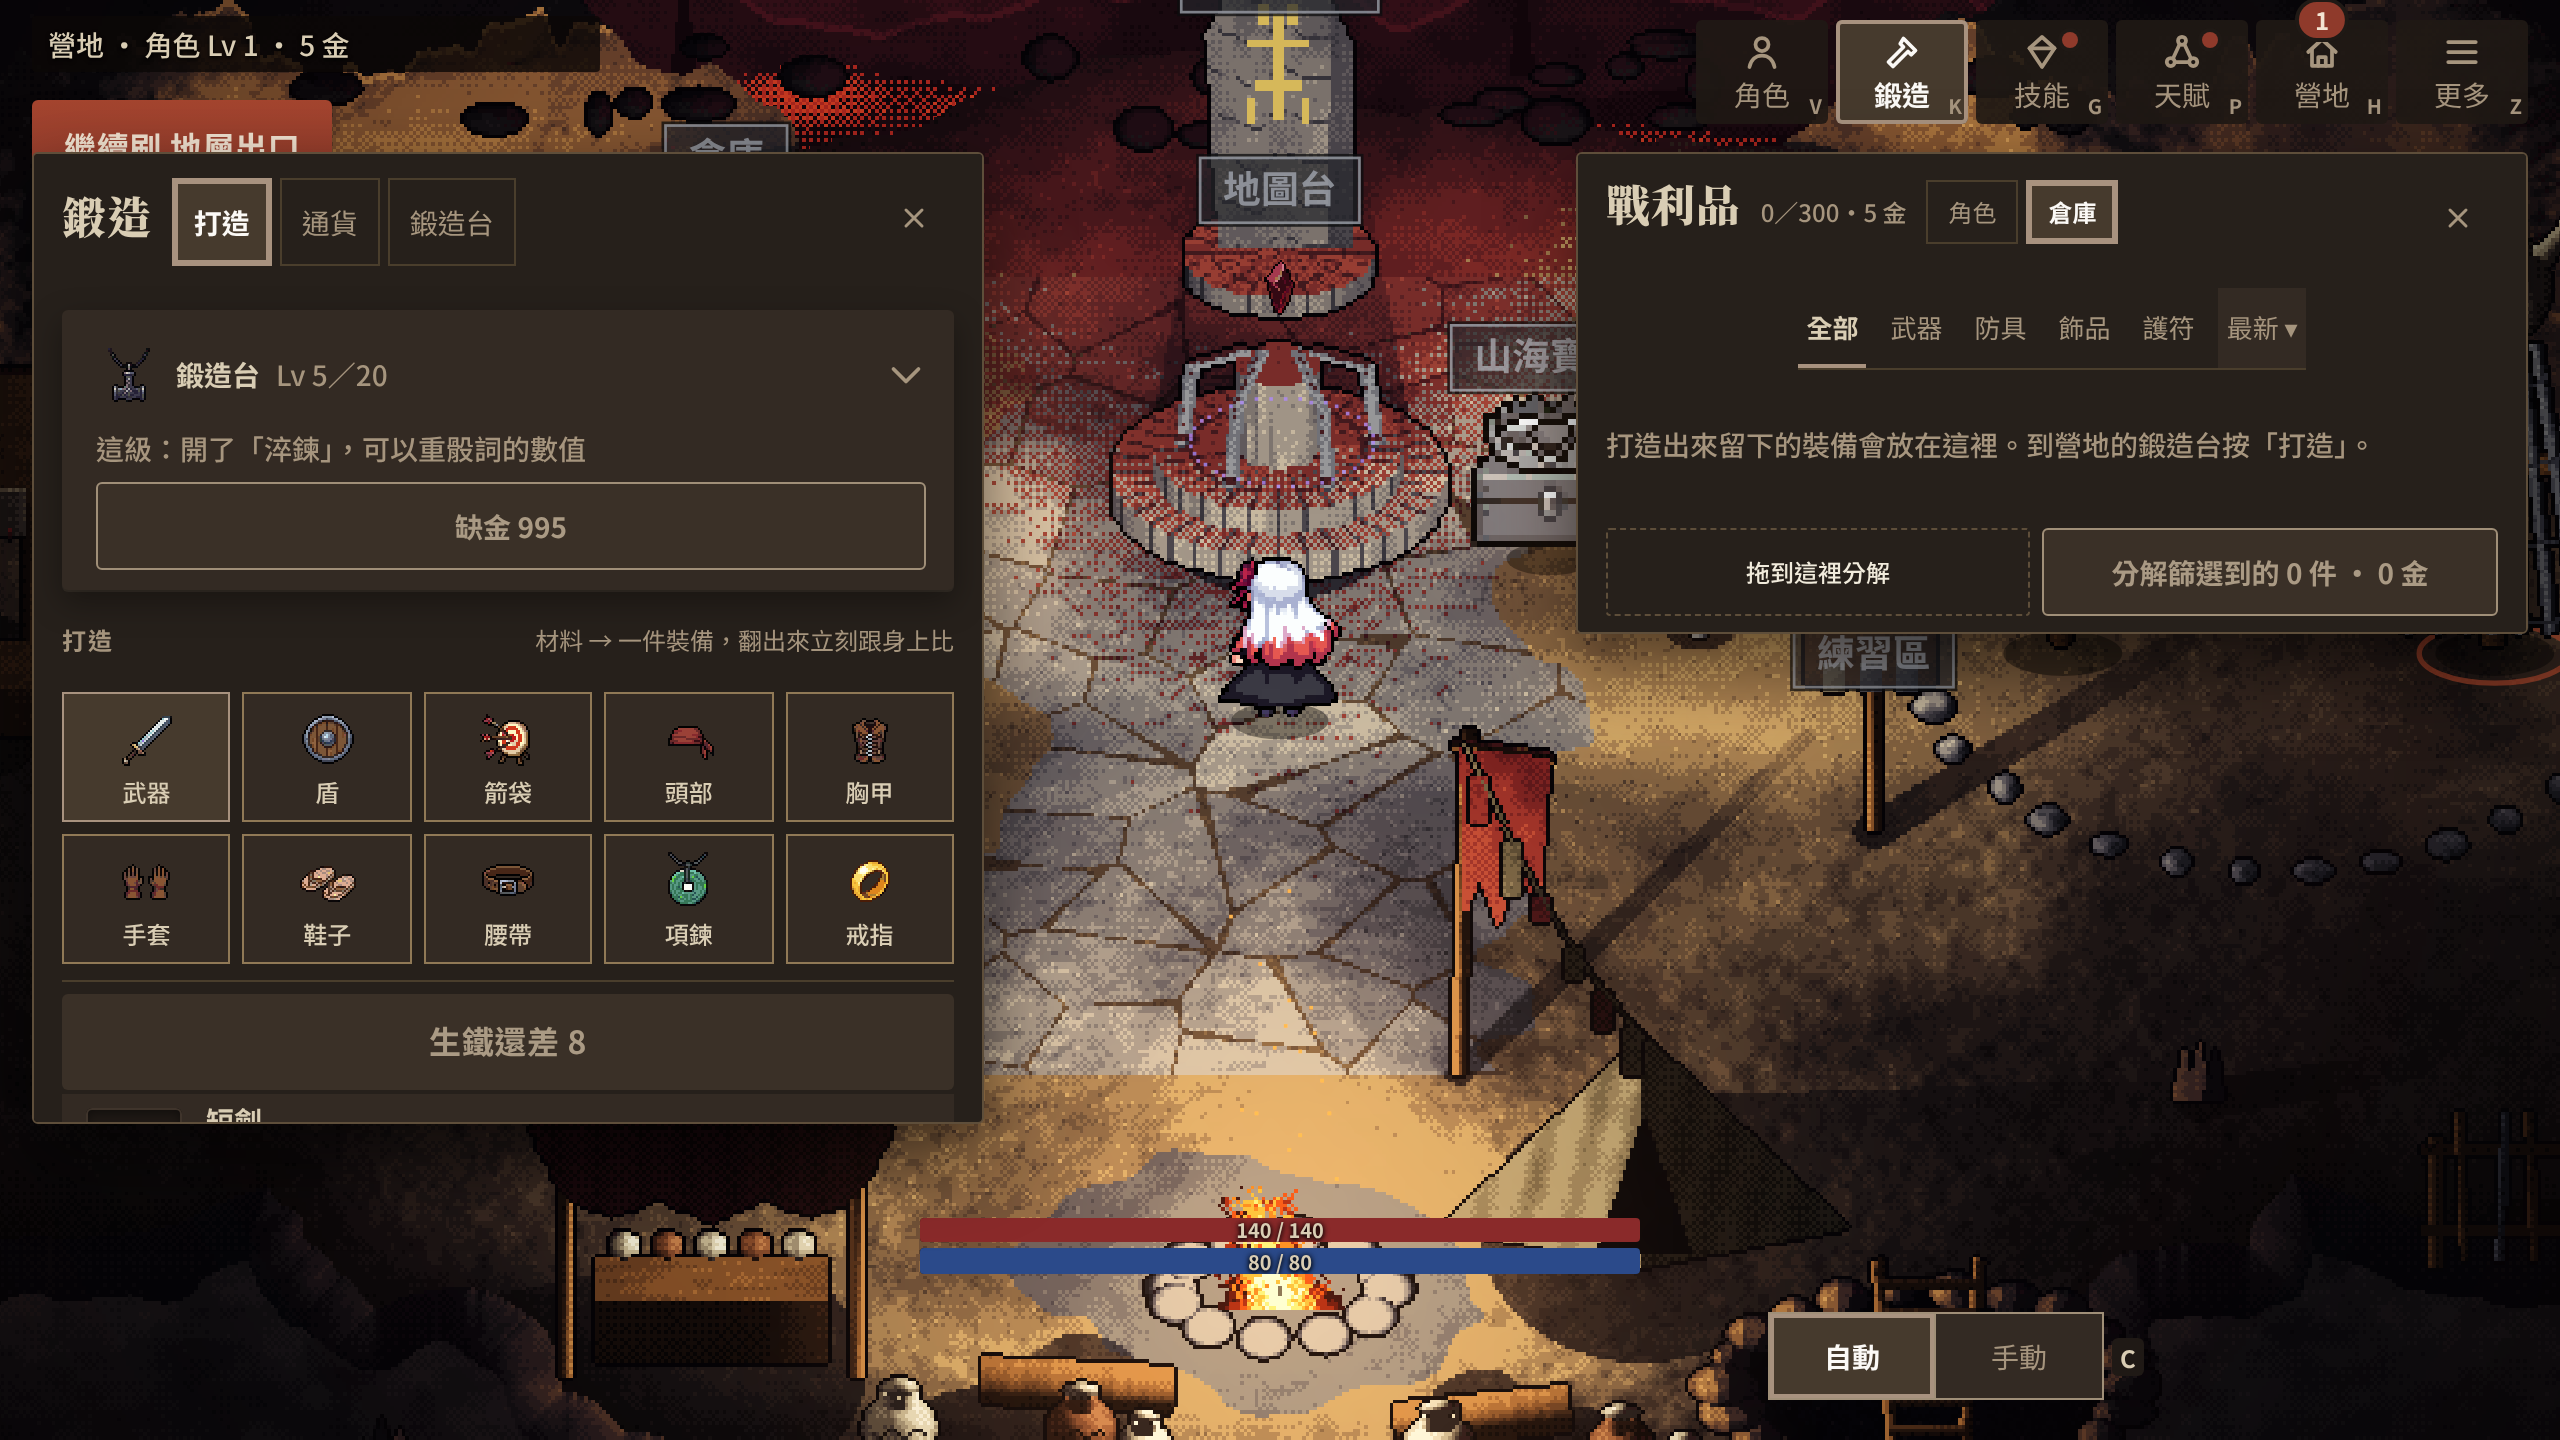 營地 · 角色 Lv 1 · 5 金
繼續刷 地層出口
倉庫
地圖台
山海寶
練習區
1
角色 V
鍛造 K
技能 G
天賦 P
營地 H
更多 Z
鍛造
打造
通貨
鍛造台
鍛造台 Lv 5／20
這級：開了「淬鍊」，可以重骰詞的數值
缺金 995
打造
材料 → 一件裝備，翻出來立刻跟身上比
武器
盾
箭袋
頭部
胸甲
手套
鞋子
腰帶
項鍊
戒指
生鐵還差 8
短劍
戰利品 0／300・5 金
角色
倉庫
全部
武器
防具
飾品
護符
最新 ▾
打造出來留下的裝備會放在這裡。到營地的鍛造台按「打造」。
拖到這裡分解
分解篩選到的 0 件 · 0 金
140 / 140
80 / 80
自動
手動
C